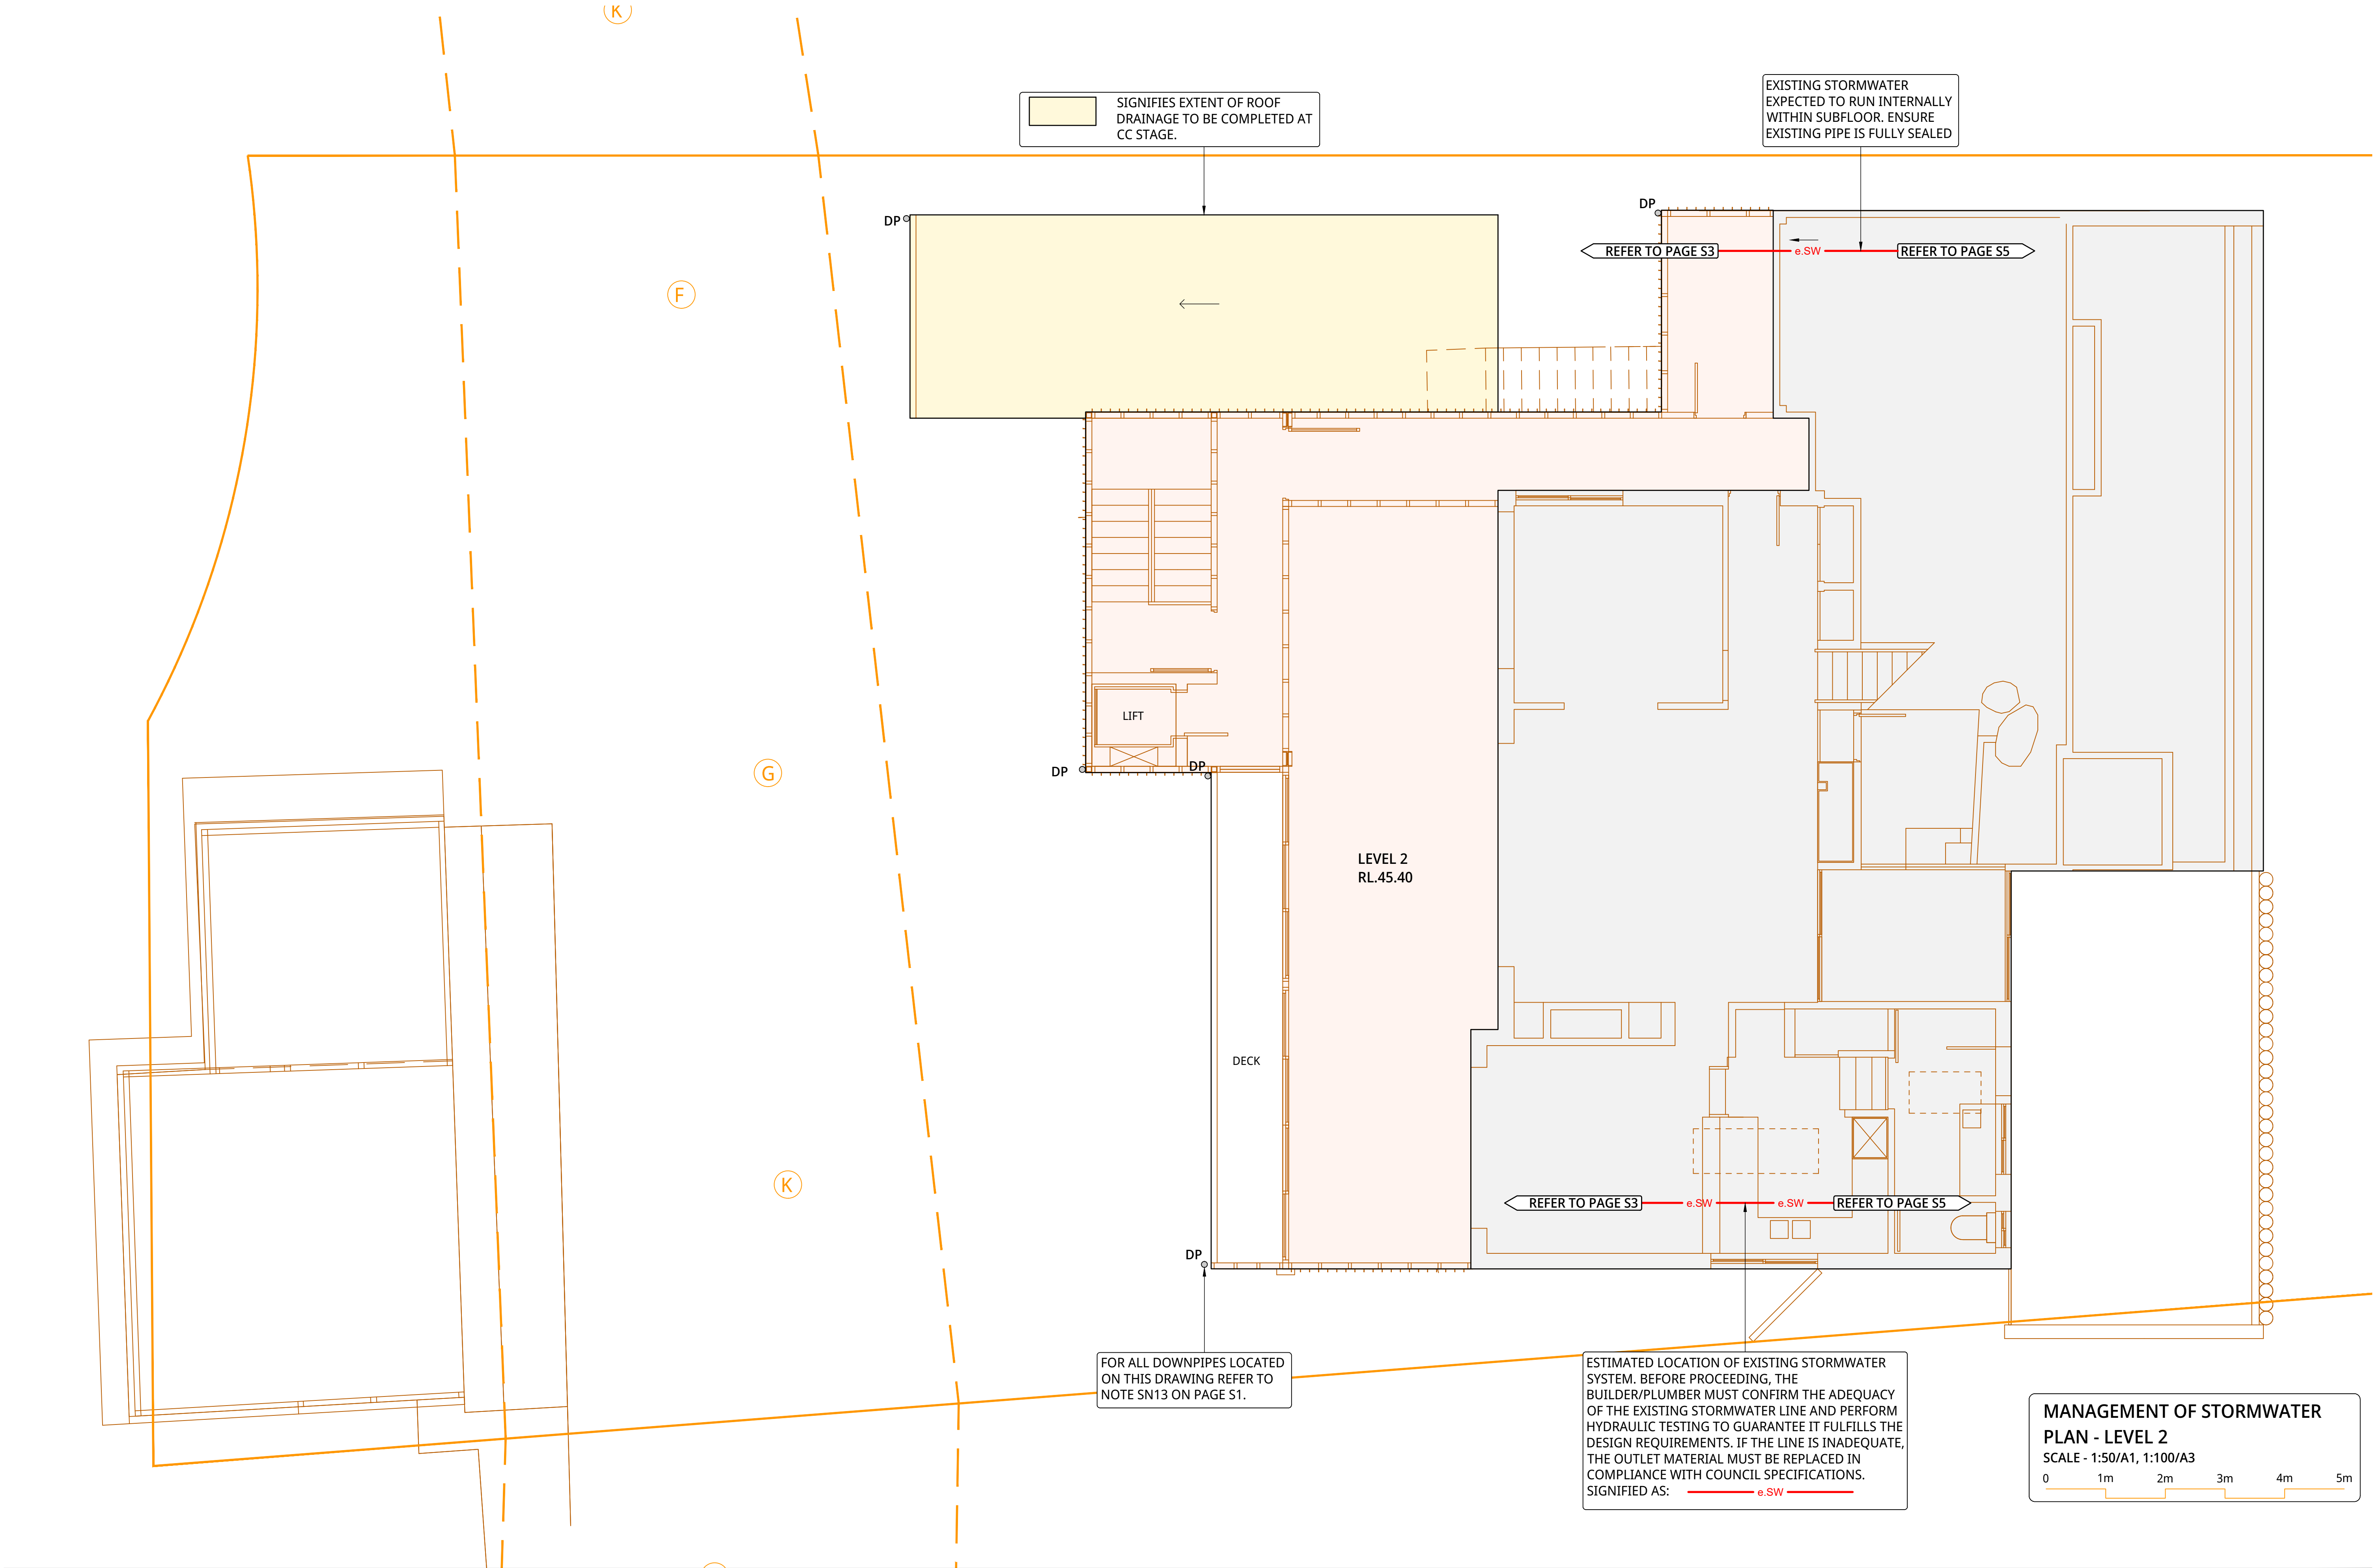 K
SIGNIFIES EXTENT OF ROOF
DRAINAGE TO BE COMPLETED AT
CC STAGE.
EXISTING STORMWATER
EXPECTED TO RUN INTERNALLY
WITHIN SUBFLOOR. ENSURE
EXISTING PIPE IS FULLY SEALED
DP
DP
REFER TO PAGE S3
e.SW
REFER TO PAGE S5
F
LIFT
DP
DP
G
LEVEL 2
RL.45.40
DECK
K
REFER TO PAGE S3
e.SW
e.SW
REFER TO PAGE S5
DP
FOR ALL DOWNPIPES LOCATED
ON THIS DRAWING REFER TO
NOTE SN13 ON PAGE S1.
ESTIMATED LOCATION OF EXISTING STORMWATER
SYSTEM. BEFORE PROCEEDING, THE
BUILDER/PLUMBER MUST CONFIRM THE ADEQUACY
OF THE EXISTING STORMWATER LINE AND PERFORM
HYDRAULIC TESTING TO GUARANTEE IT FULFILLS THE
DESIGN REQUIREMENTS. IF THE LINE IS INADEQUATE,
THE OUTLET MATERIAL MUST BE REPLACED IN
COMPLIANCE WITH COUNCIL SPECIFICATIONS.
SIGNIFIED AS: e.SW
MANAGEMENT OF STORMWATER
PLAN - LEVEL 2
SCALE - 1:50/A1, 1:100/A3
0 1m 2m 3m 4m 5m